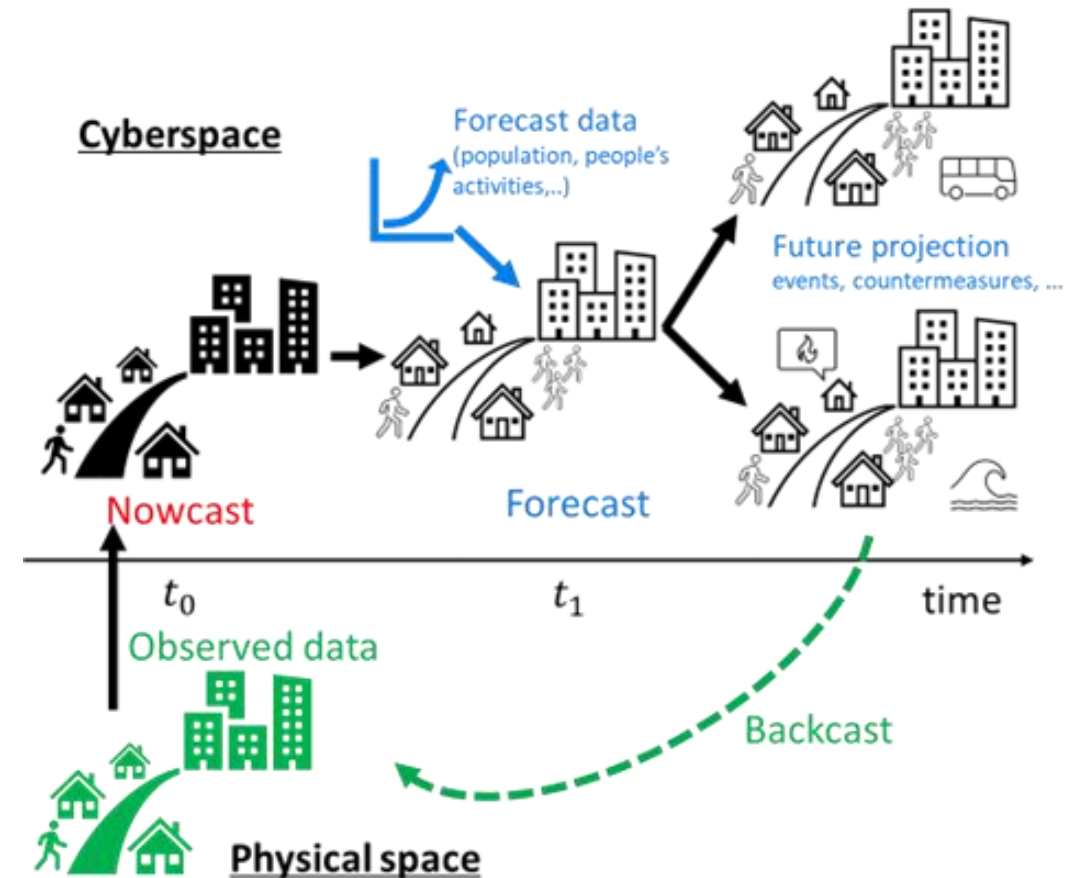 Cyberspace
Forecast data
(population, people's
activities,..)
Future projection
events, countermeasures, ...
Nowcast
Forecast
t₀
t₁
time
Observed data
Backcast
Physical space